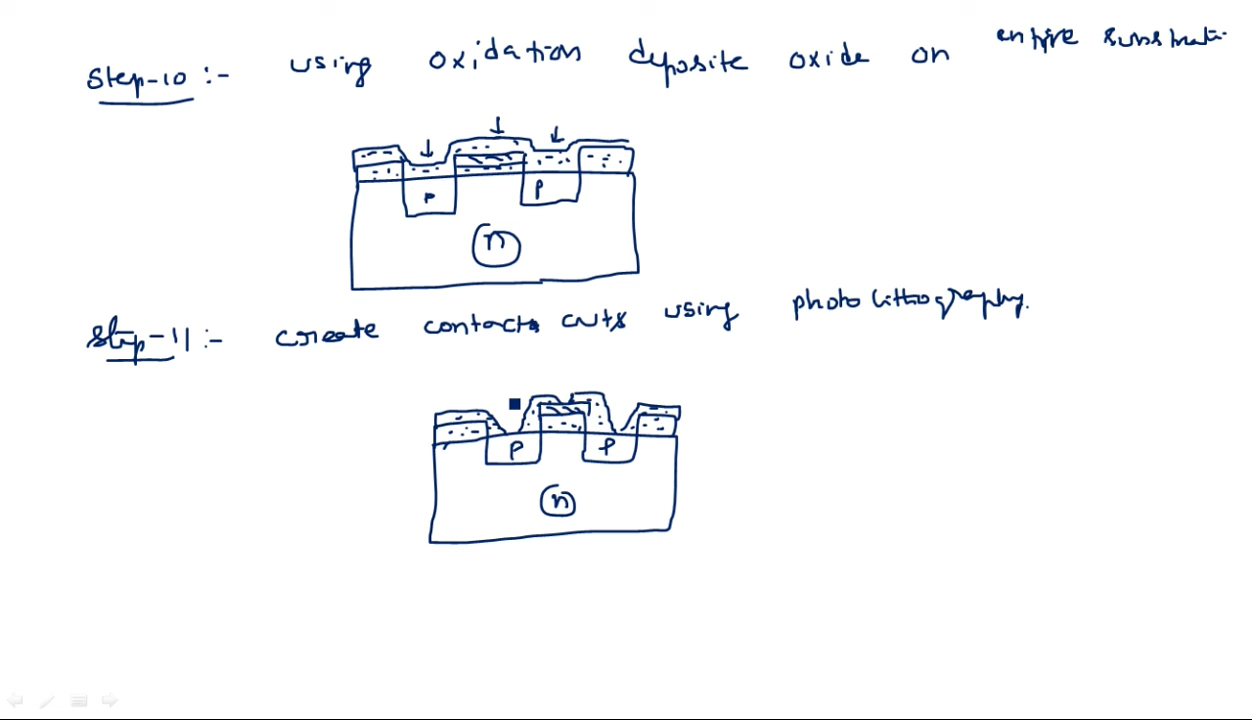 Step-10 :- using oxidation deposite oxide on entire substrate
P P
n
Step-11 :- create contacts cuts using photolithography.
P P
n